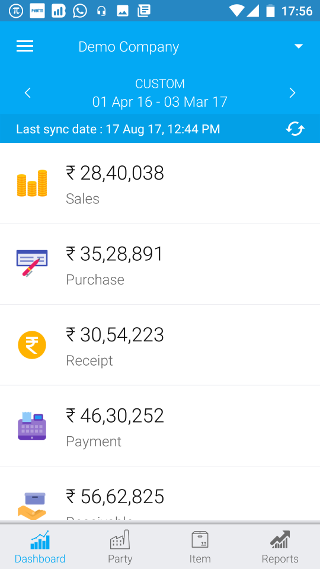 17:56
Demo Company
CUSTOM
01 Apr 16 - 03 Mar 17
Last sync date : 17 Aug 17, 12:44 PM
₹ 28,40,038
Sales
₹ 35,28,891
Purchase
₹ 30,54,223
Receipt
₹ 46,30,252
Payment
₹ 56,62,825
Receivable
Dashboard
Party
Item
Reports